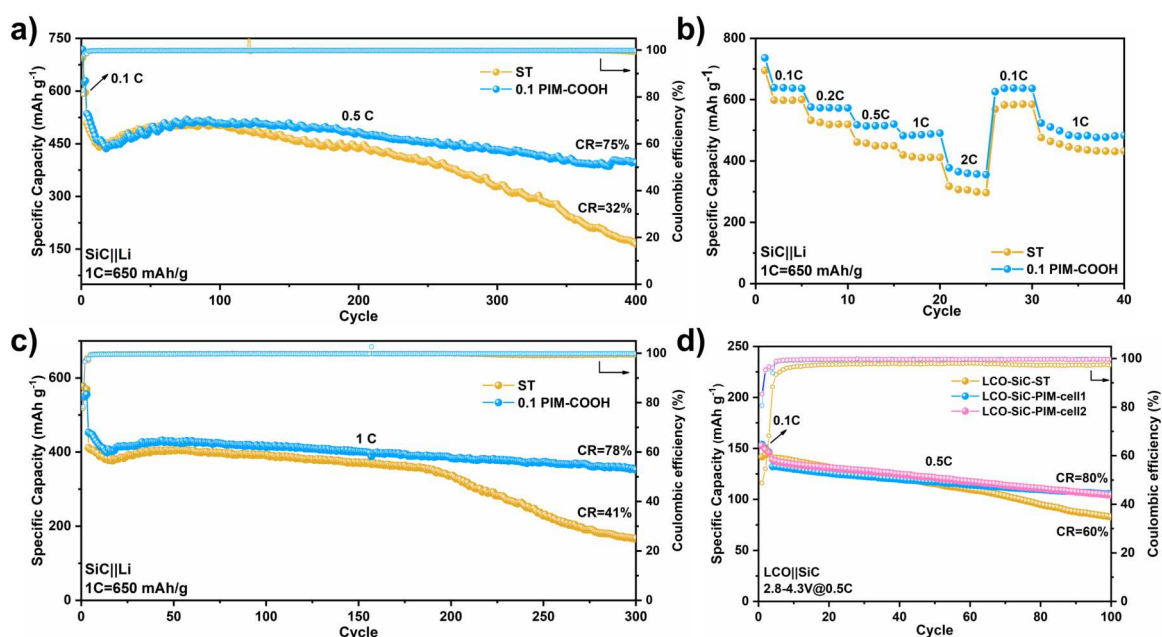 a)
750
600
450
300
150
0
50
100
150
200
250
300
350
400
100
80
60
40
20
0
Specific Capacity (mAh g⁻¹)
Coulombic efficiency (%)
Cycle
0.1 C
ST
0.1 PIM-COOH
0.5 C
CR=75%
CR=32%
SiC||Li
1C=650 mAh/g
b)
800
600
400
200
0
0
10
20
30
40
Specific Capacity (mAh g⁻¹)
Cycle
0.1C
0.2C
0.5C
1C
2C
0.1C
1C
ST
0.1 PIM-COOH
SiC||Li
1C=650 mAh/g
c)
600
400
200
0
0
50
100
150
200
250
300
100
80
60
40
20
0
Specific Capacity (mAh g⁻¹)
Coulombic efficiency (%)
Cycle
ST
0.1 PIM-COOH
1 C
CR=78%
CR=41%
SiC||Li
1C=650 mAh/g
d)
250
200
150
100
50
0
0
20
40
60
80
100
100
80
60
40
20
0
Specific Capacity (mAh g⁻¹)
Coulombic efficiency (%)
Cycle
LCO-SiC-ST
LCO-SiC-PIM-cell1
LCO-SiC-PIM-cell2
0.1C
0.5C
CR=80%
CR=60%
LCO||SiC
2.8-4.3V@0.5C